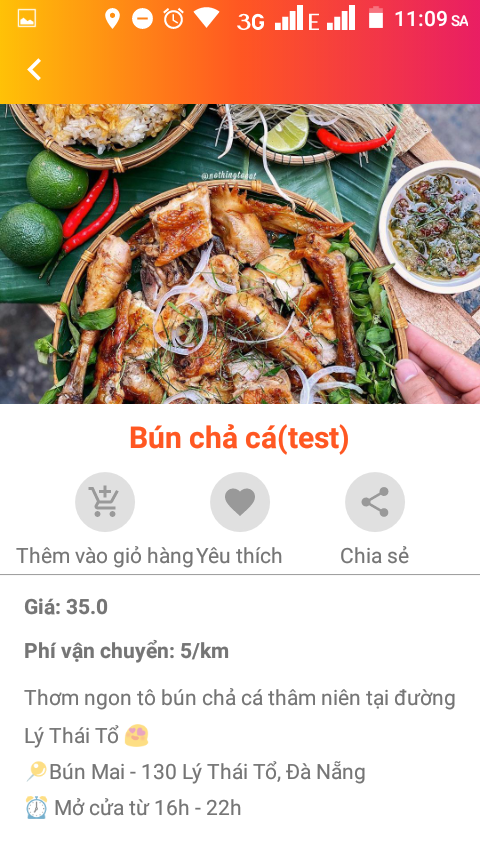 3G E 11:09 SA
@nothingtoeat
Bún chả cá(test)
Thêm vào giỏ hàng Yêu thích Chia sẻ
Giá: 35.0
Phí vận chuyển: 5/km
Thơm ngon tô bún chả cá thâm niên tại đường
Lý Thái Tổ 😍
Bún Mai - 130 Lý Thái Tổ, Đà Nẵng
⏰ Mở cửa từ 16h - 22h